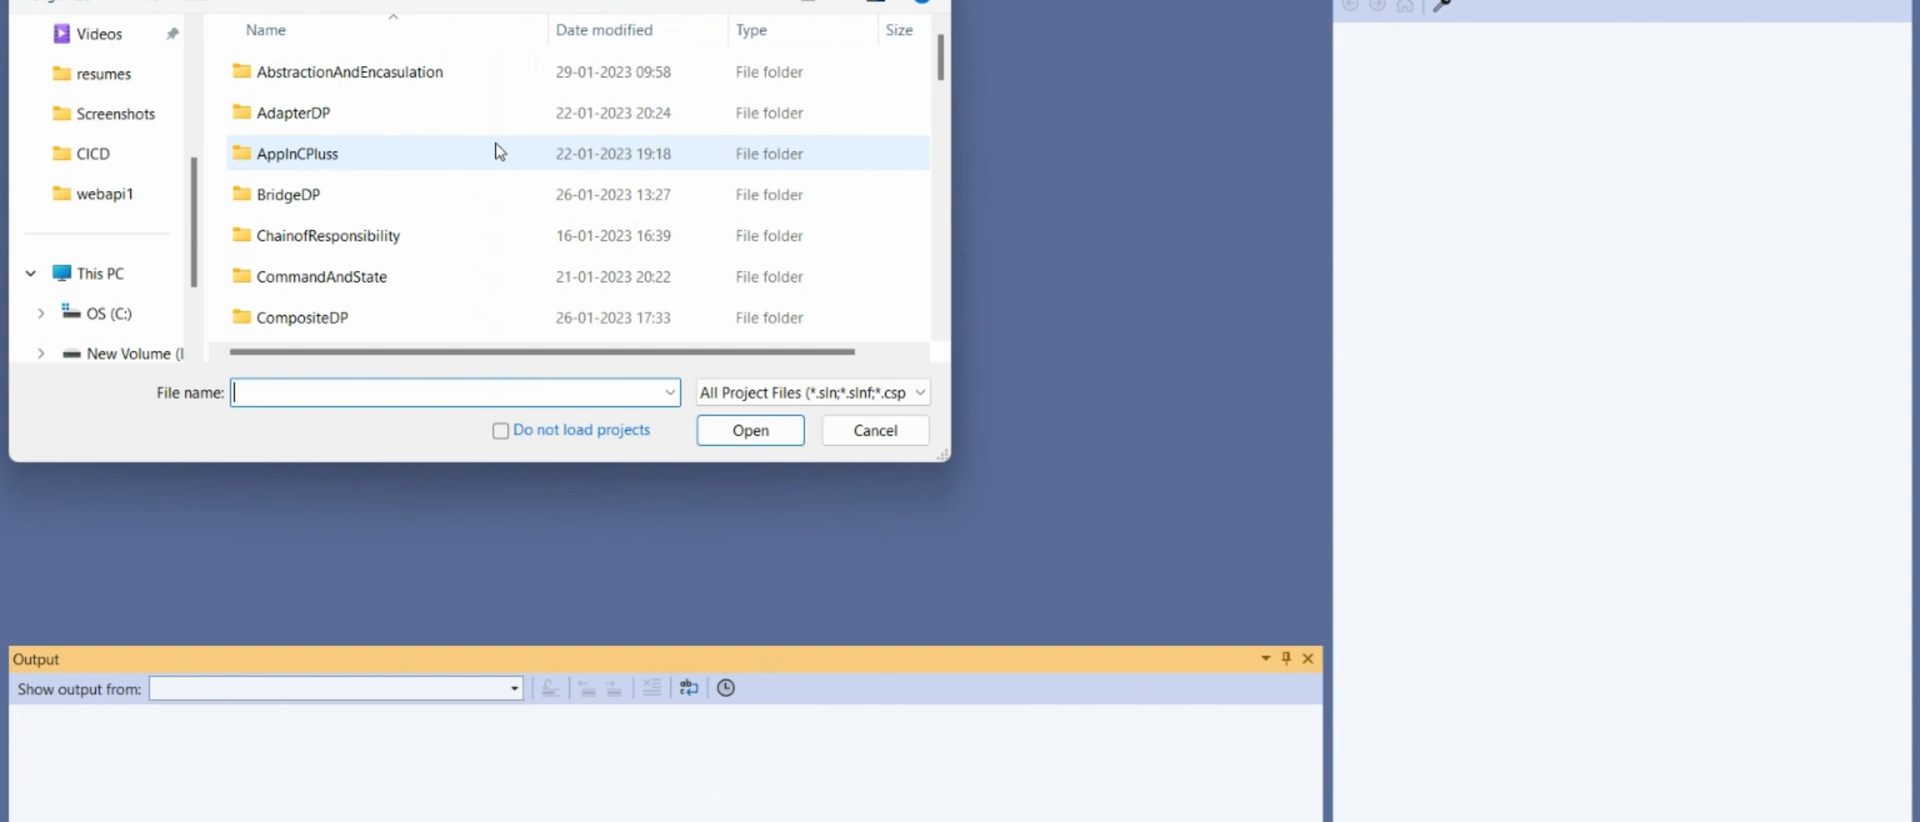 Name Date modified Type Size
Videos
AbstractionAndEncasulation 29-01-2023 09:58 File folder
resumes
AdapterDP 22-01-2023 20:24 File folder
Screenshots
AppInCPluss 22-01-2023 19:18 File folder
CICD
BridgeDP 26-01-2023 13:27 File folder
webapi1
ChainofResponsibility 16-01-2023 16:39 File folder
This PC
CommandAndState 21-01-2023 20:22 File folder
OS (C:)
CompositeDP 26-01-2023 17:33 File folder
New Volume (
File name: All Project Files (*.sln;*.slnf;*.csp
Do not load projects Open Cancel
Output
Show output from: